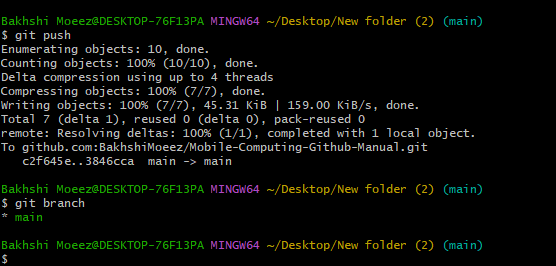 Bakhshi Moeez@DESKTOP-76F13PA MINGW64 ~/Desktop/New folder (2) (main)
$ git push
Enumerating objects: 10, done.
Counting objects: 100% (10/10), done.
Delta compression using up to 4 threads
Compressing objects: 100% (7/7), done.
Writing objects: 100% (7/7), 45.31 KiB | 159.00 KiB/s, done.
Total 7 (delta 1), reused 0 (delta 0), pack-reused 0
remote: Resolving deltas: 100% (1/1), completed with 1 local object.
To github.com:BakhshiMoeez/Mobile-Computing-Github-Manual.git
   c2f645e..3846cca  main -> main
Bakhshi Moeez@DESKTOP-76F13PA MINGW64 ~/Desktop/New folder (2) (main)
$ git branch
* main
Bakhshi Moeez@DESKTOP-76F13PA MINGW64 ~/Desktop/New folder (2) (main)
$